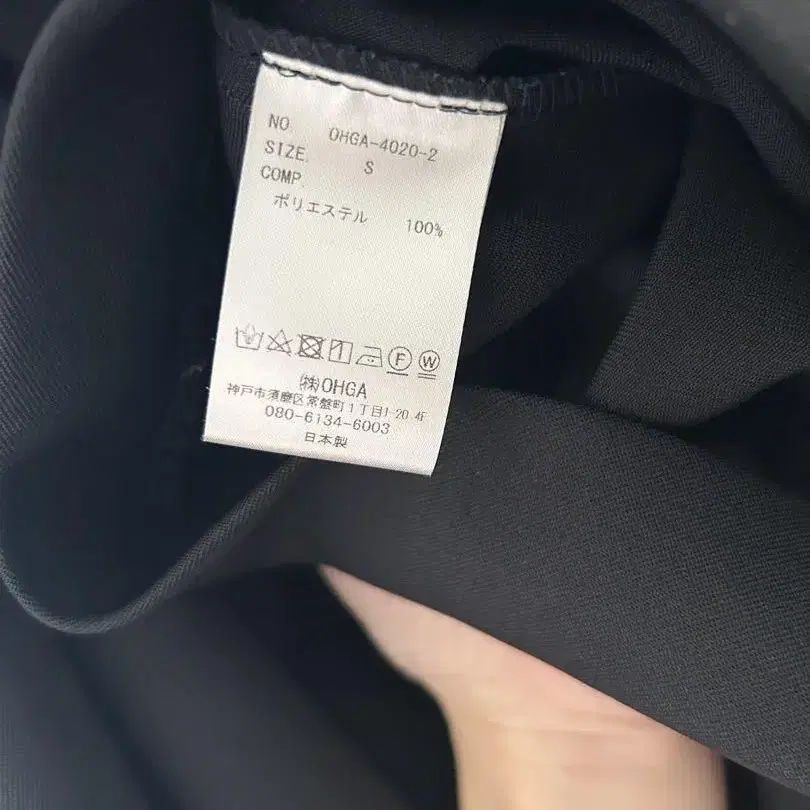 NO. OHGA-4020-2
SIZE. S
COMP.
ポリエステル 100%
F W
㈱OHGA
神戸市須磨区常盤町1丁目1-20 4F
080-6134-6003
日本製